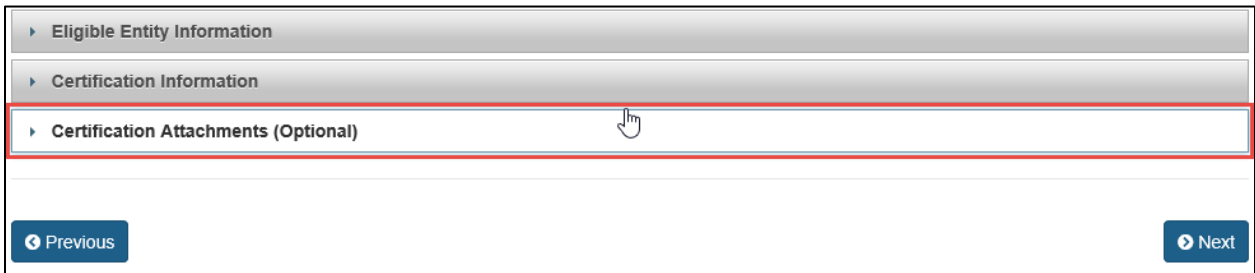 Eligible Entity Information
Certification Information
Certification Attachments (Optional)
Previous
Next